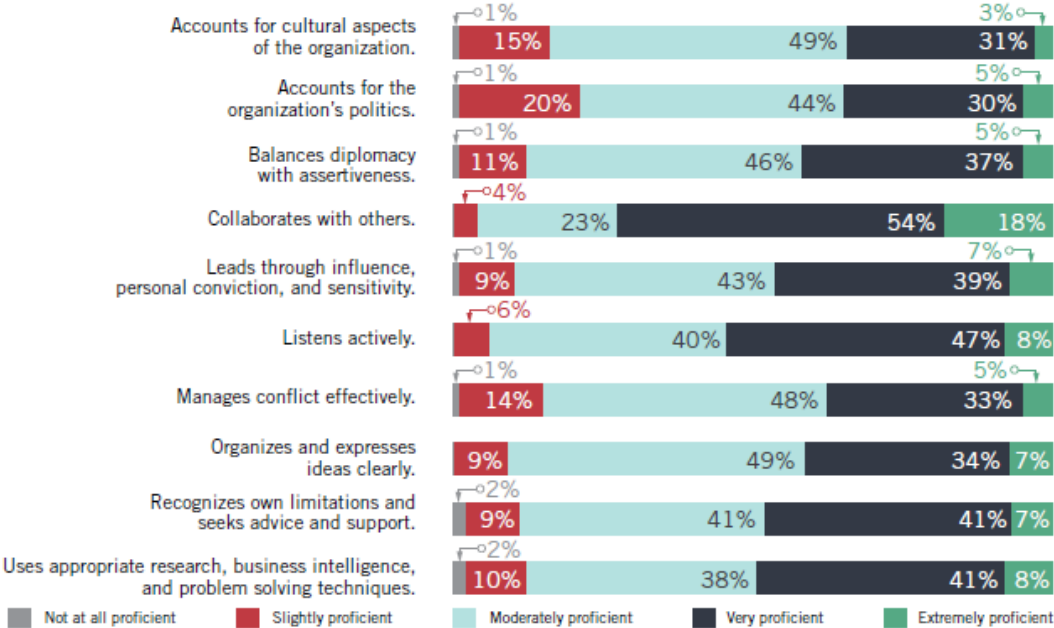 1% 3%
Accounts for cultural aspects
of the organization.
15% 49% 31%
1% 5%
Accounts for the
organization's politics.
20% 44% 30%
1% 5%
Balances diplomacy
with assertiveness.
11% 46% 37%
4%
Collaborates with others.
23% 54% 18%
1% 7%
Leads through influence,
personal conviction, and sensitivity.
9% 43% 39%
6%
Listens actively.
40% 47% 8%
1% 5%
Manages conflict effectively.
14% 48% 33%
Organizes and expresses
ideas clearly.
9% 49% 34% 7%
2%
Recognizes own limitations and
seeks advice and support.
9% 41% 41% 7%
2%
Uses appropriate research, business intelligence,
and problem solving techniques.
10% 38% 41% 8%
Not at all proficient Slightly proficient Moderately proficient Very proficient Extremely proficient